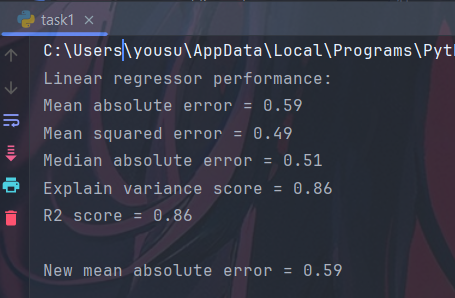 task1
C:\Users\yousu\AppData\Local\Programs\Pyt
Linear regressor performance:
Mean absolute error = 0.59
Mean squared error = 0.49
Median absolute error = 0.51
Explain variance score = 0.86
R2 score = 0.86
New mean absolute error = 0.59